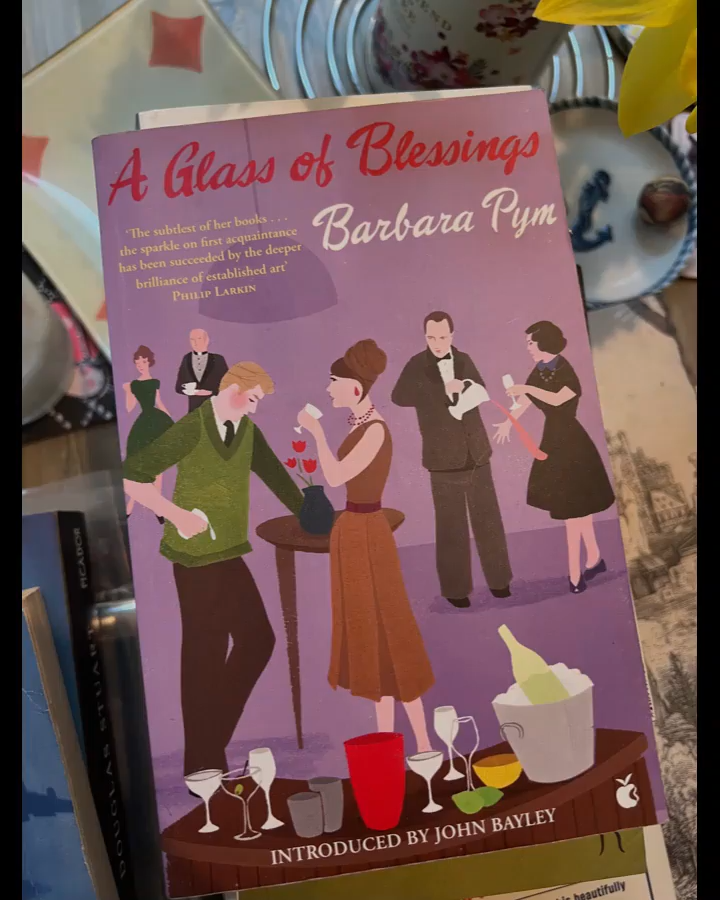 A Glass of Blessings
Barbara Pym
'The subtlest of her books . . .
the sparkle on first acquaintance
has been succeeded by the deeper
brilliance of established art'
PHILIP LARKIN
INTRODUCED BY JOHN BAYLEY
PICADOR
DOUGLAS STUART
beautifully